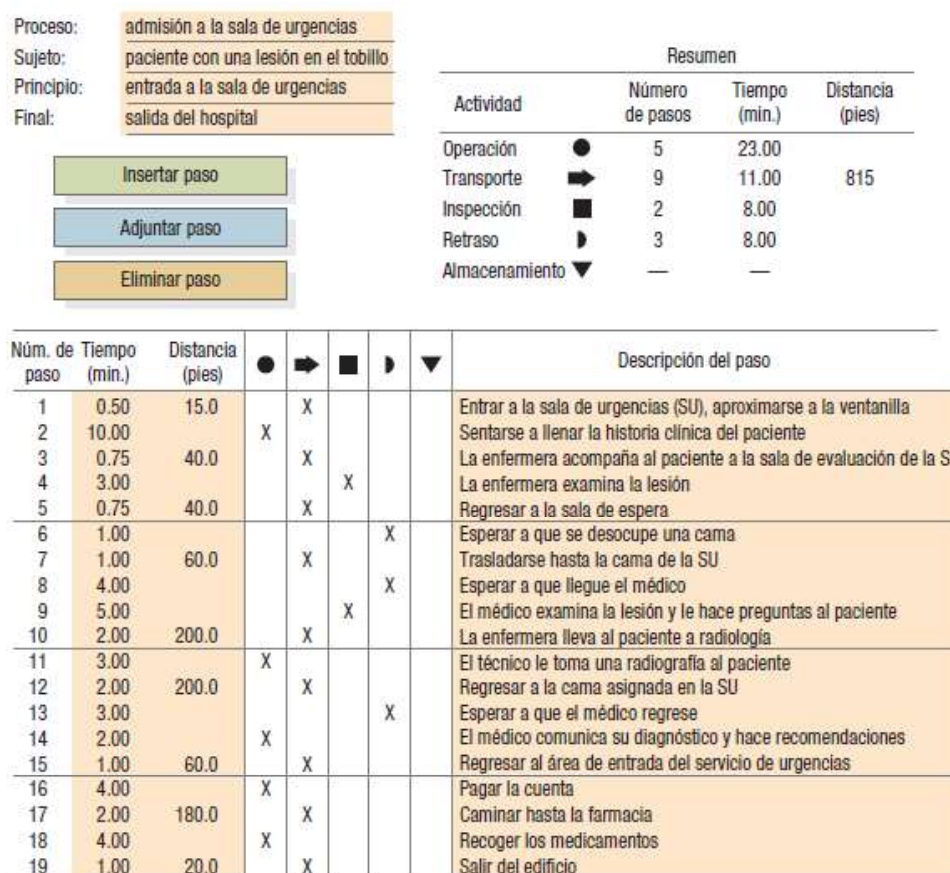 Proceso: admisión a la sala de urgencias
Sujeto: paciente con una lesión en el tobillo
Principio: entrada a la sala de urgencias
Final: salida del hospital
Insertar paso
Adjuntar paso
Eliminar paso
Resumen
Actividad Número de pasos Tiempo (min.) Distancia (pies)
Operación 5 23.00
Transporte 9 11.00 815
Inspección 2 8.00
Retraso 3 8.00
Almacenamiento — —
Núm. de paso Tiempo (min.) Distancia (pies) Descripción del paso
1 0.50 15.0 X Entrar a la sala de urgencias (SU), aproximarse a la ventanilla
2 10.00 X Sentarse a llenar la historia clínica del paciente
3 0.75 40.0 X La enfermera acompaña al paciente a la sala de evaluación de la S
4 3.00 X La enfermera examina la lesión
5 0.75 40.0 X Regresar a la sala de espera
6 1.00 X Esperar a que se desocupe una cama
7 1.00 60.0 X Trasladarse hasta la cama de la SU
8 4.00 X Esperar a que llegue el médico
9 5.00 X El médico examina la lesión y le hace preguntas al paciente
10 2.00 200.0 X La enfermera lleva al paciente a radiología
11 3.00 X El técnico le toma una radiografía al paciente
12 2.00 200.0 X Regresar a la cama asignada en la SU
13 3.00 X Esperar a que el médico regrese
14 2.00 X El médico comunica su diagnóstico y hace recomendaciones
15 1.00 60.0 X Regresar al área de entrada del servicio de urgencias
16 4.00 X Pagar la cuenta
17 2.00 180.0 X Caminar hasta la farmacia
18 4.00 X Recoger los medicamentos
19 1.00 20.0 X Salir del edificio